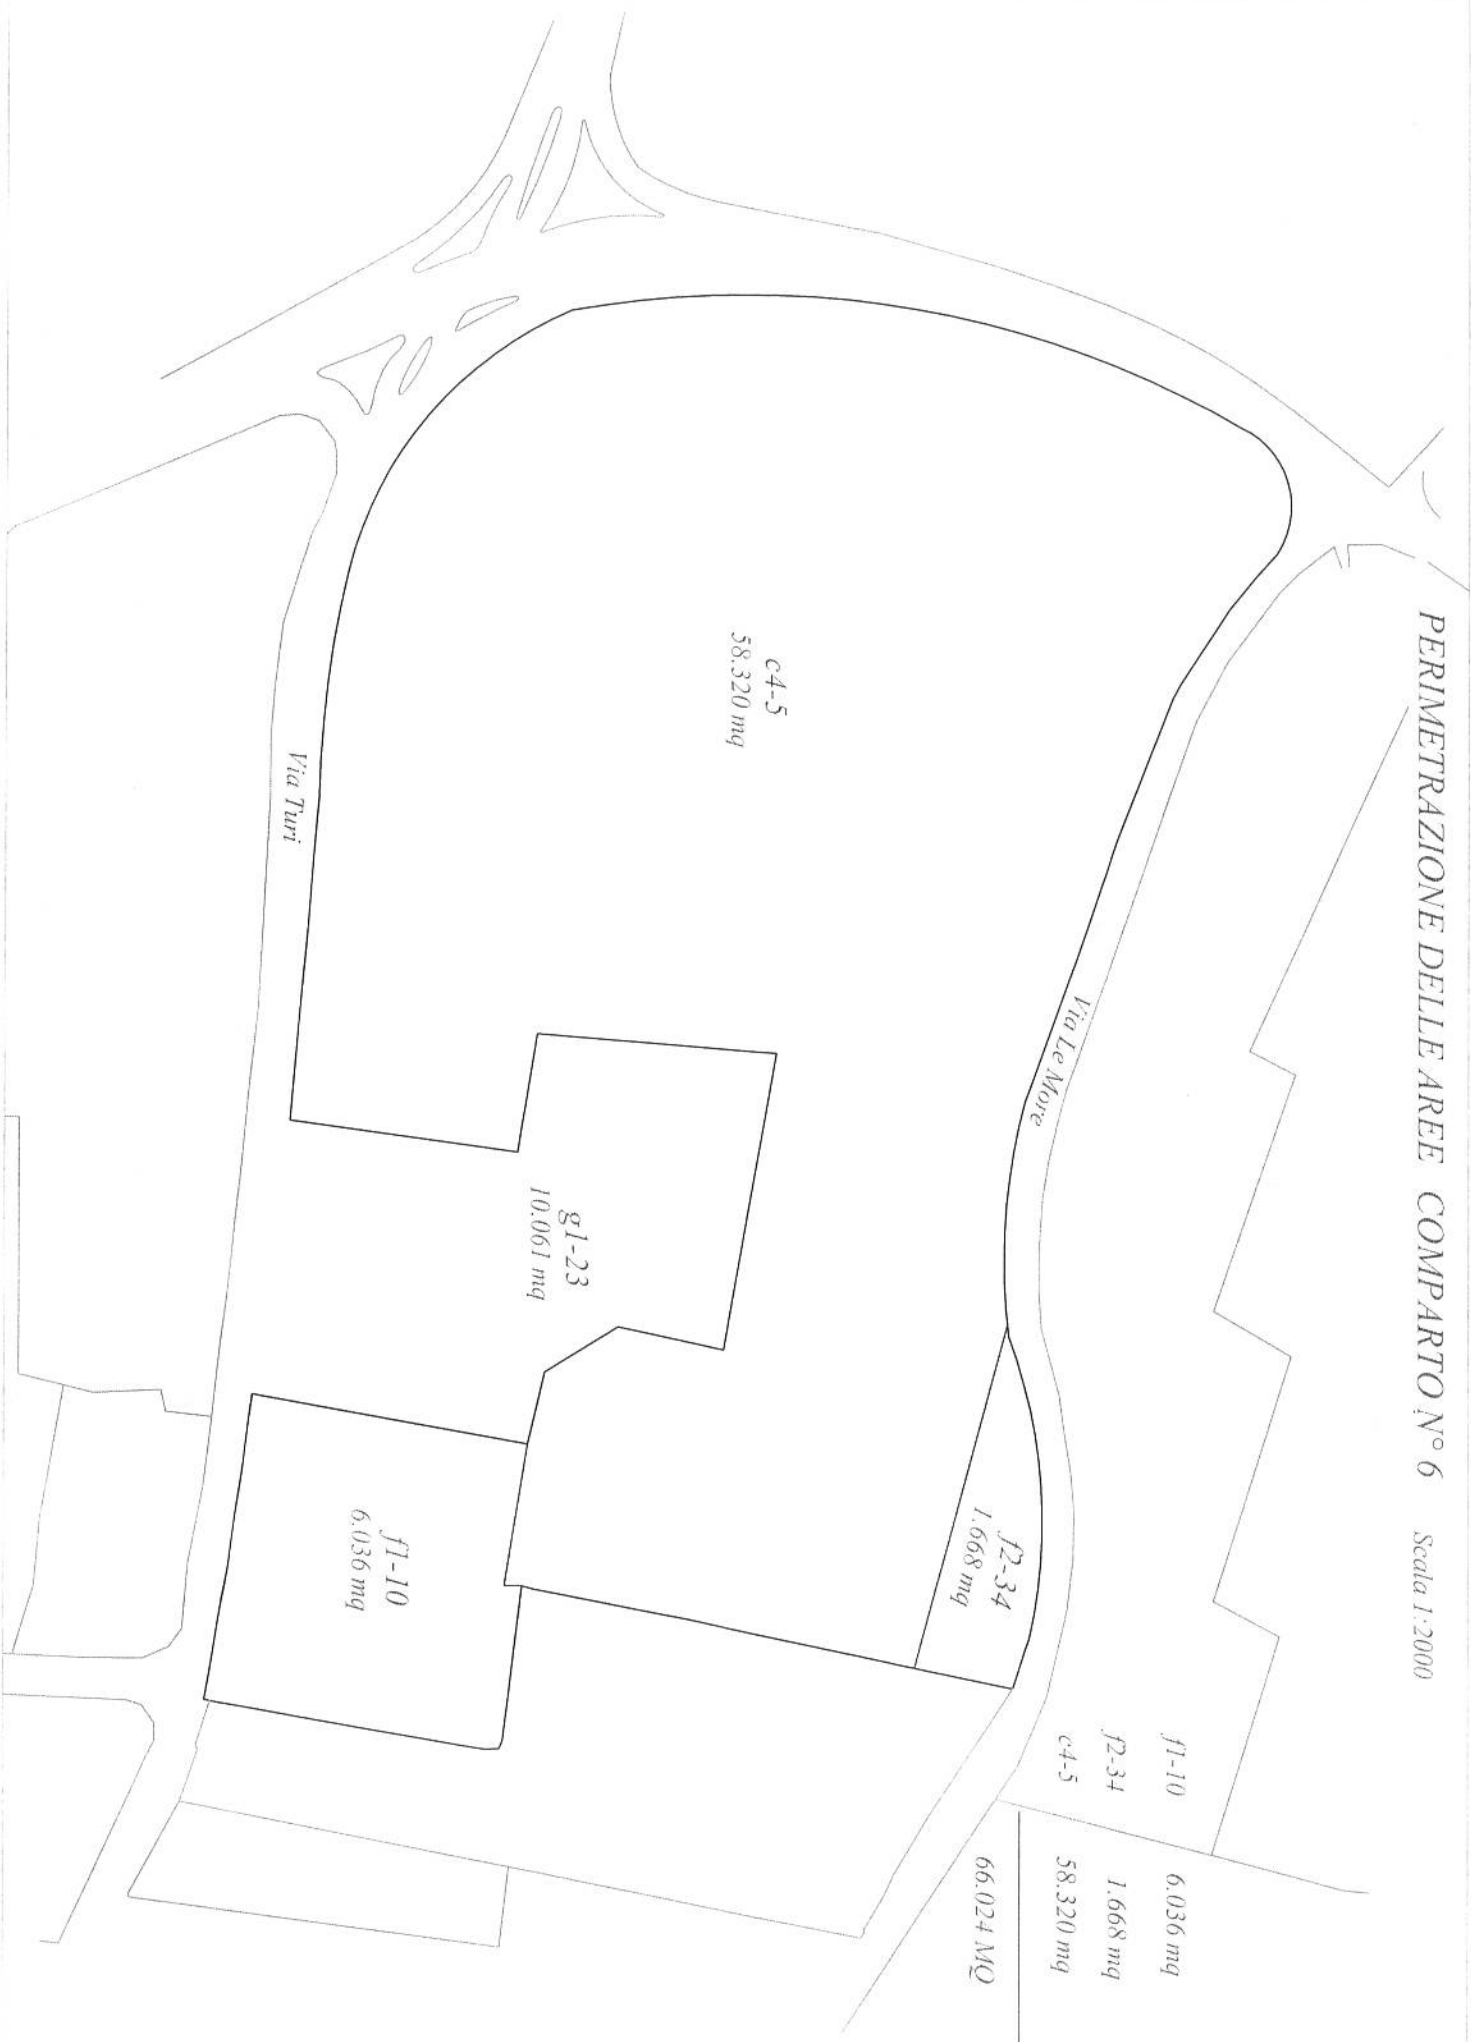 PERIMETRAZIONE DELLE AREE COMPARTO N° 6 Scala 1:2000
f1-10 6.036 mq
f2-34 1.668 mq
c4-5 58.320 mq
66.024 MQ
Via Le More
f2-34
1.668 mq
c4-5
58.320 mq
g1-23
10.061 mq
f1-10
6.036 mq
Via Turi